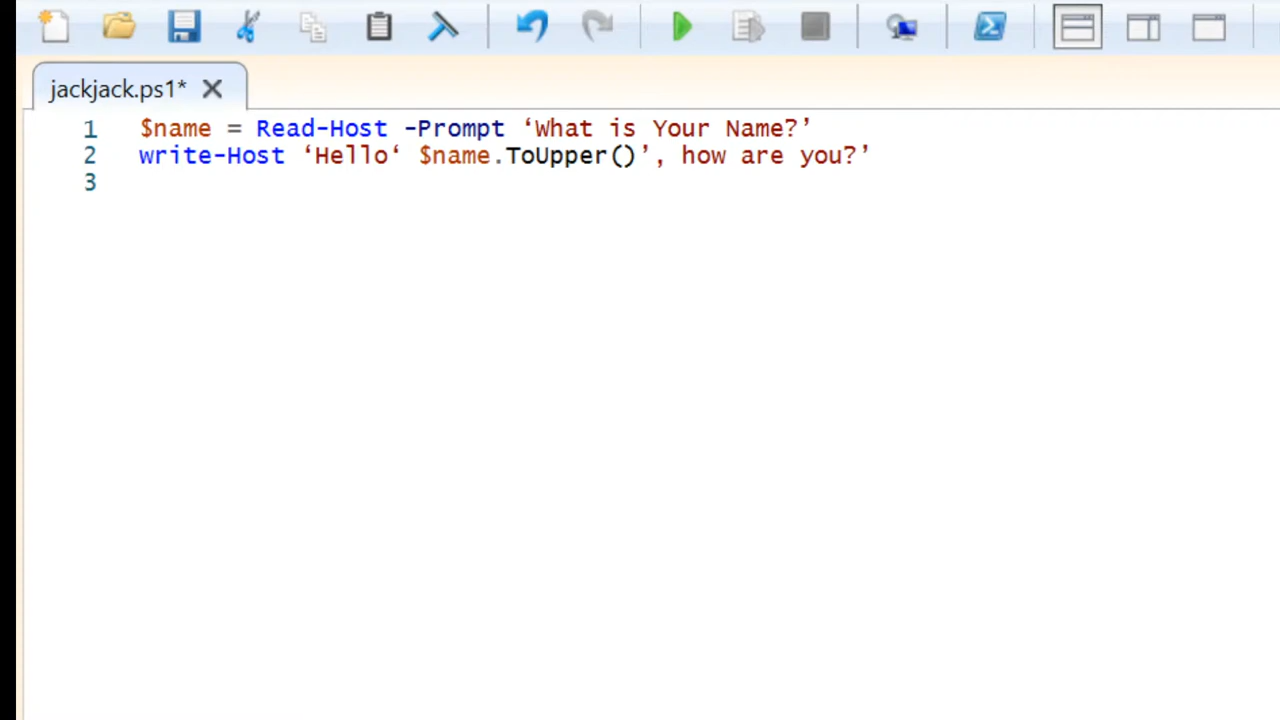 jackjack.ps1*
1 $name = Read-Host -Prompt ‘What is Your Name?’
2 write-Host ‘Hello‘ $name.ToUpper()’, how are you?’
3